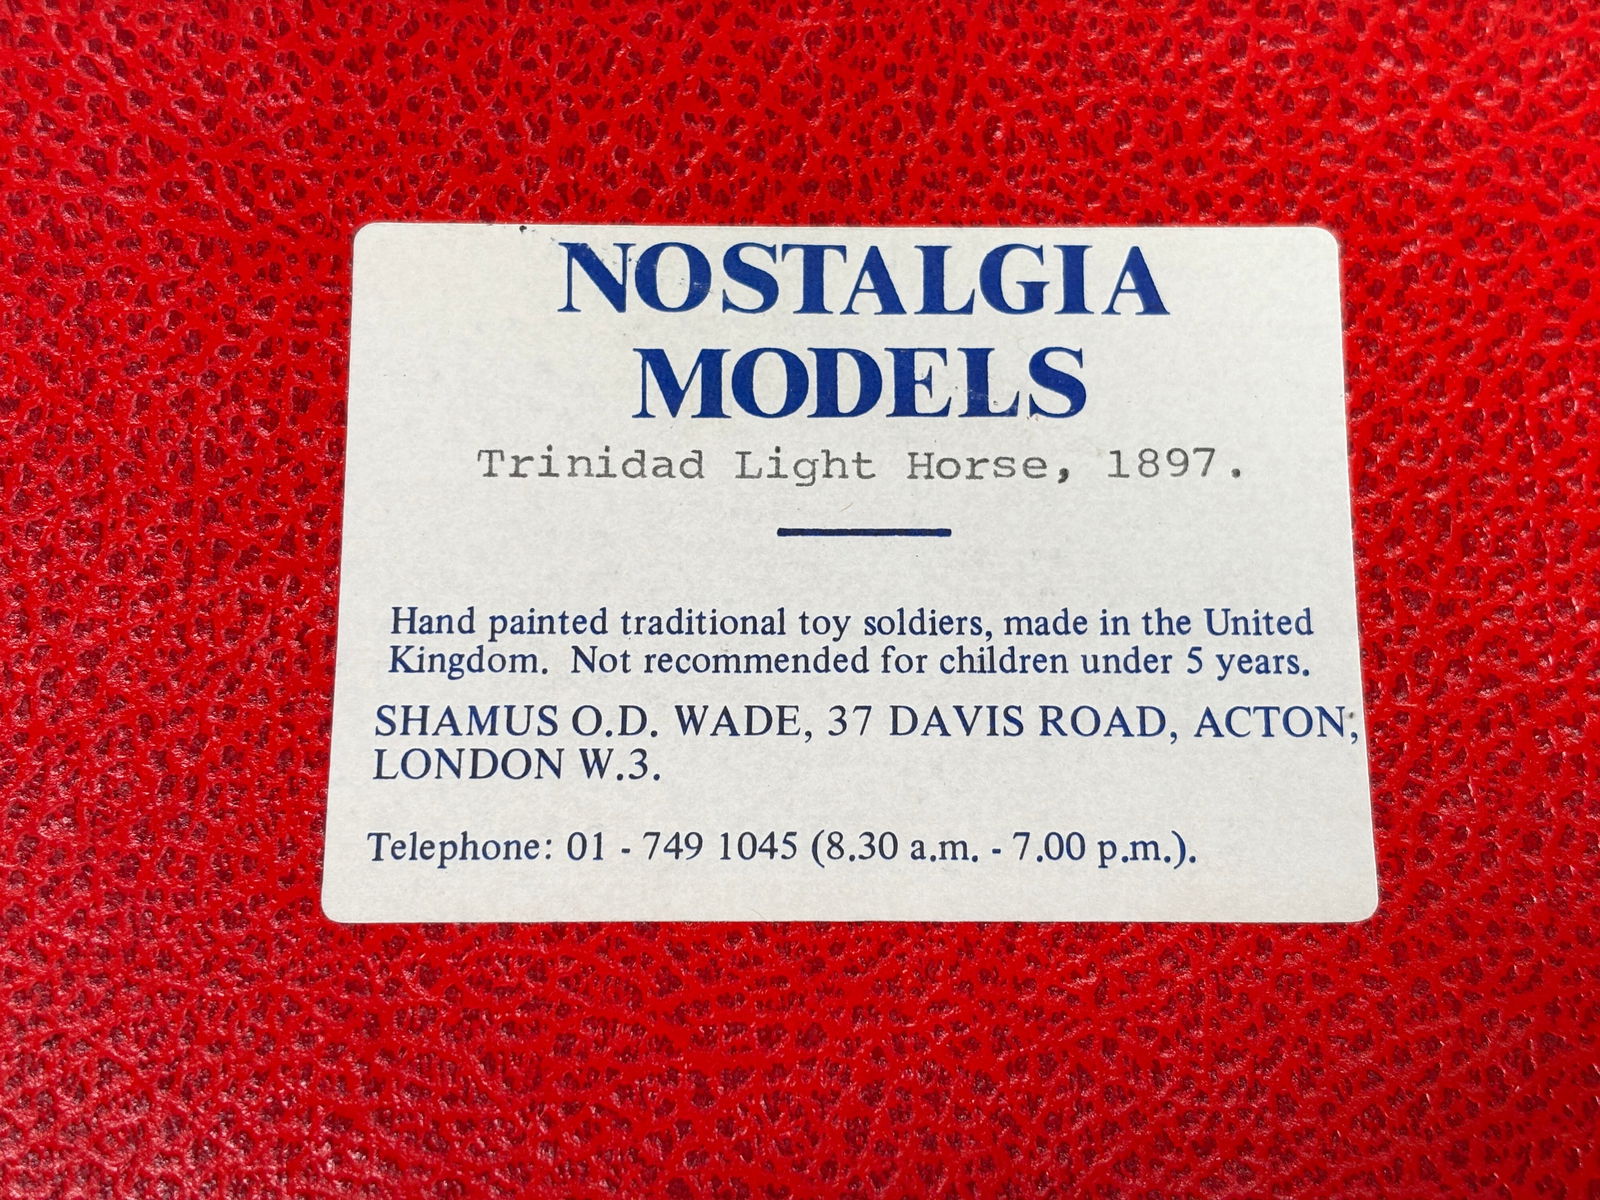 NOSTALGIA
MODELS
Trinidad Light Horse, 1897.
Hand painted traditional toy soldiers, made in the United
Kingdom. Not recommended for children under 5 years.
SHAMUS O.D. WADE, 37 DAVIS ROAD, ACTON,
LONDON W.3.
Telephone: 01 - 749 1045 (8.30 a.m. - 7.00 p.m.).